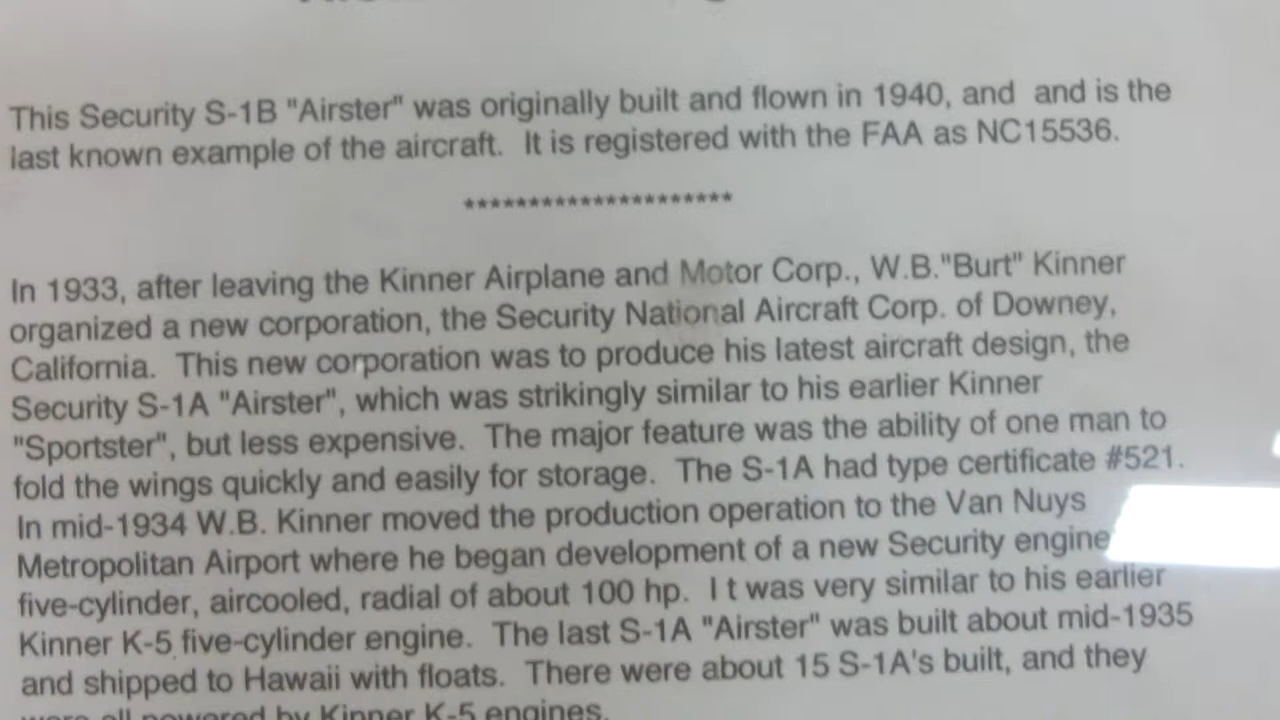 This Security S-1B "Airster" was originally built and flown in 1940, and  and is the
last known example of the aircraft.  It is registered with the FAA as NC15536.
*********************
In 1933, after leaving the Kinner Airplane and Motor Corp., W.B."Burt" Kinner
organized a new corporation, the Security National Aircraft Corp. of Downey,
California.  This new corporation was to produce his latest aircraft design, the
Security S-1A "Airster", which was strikingly similar to his earlier Kinner
"Sportster", but less expensive.  The major feature was the ability of one man to
fold the wings quickly and easily for storage.  The S-1A had type certificate #521.
In mid-1934 W.B. Kinner moved the production operation to the Van Nuys
Metropolitan Airport where he began development of a new Security engine
five-cylinder, aircooled, radial of about 100 hp.  I t was very similar to his earlier
Kinner K-5 five-cylinder engine.  The last S-1A "Airster" was built about mid-1935
and shipped to Hawaii with floats.  There were about 15 S-1A's built, and they
were all powered by Kinner K-5 engines.